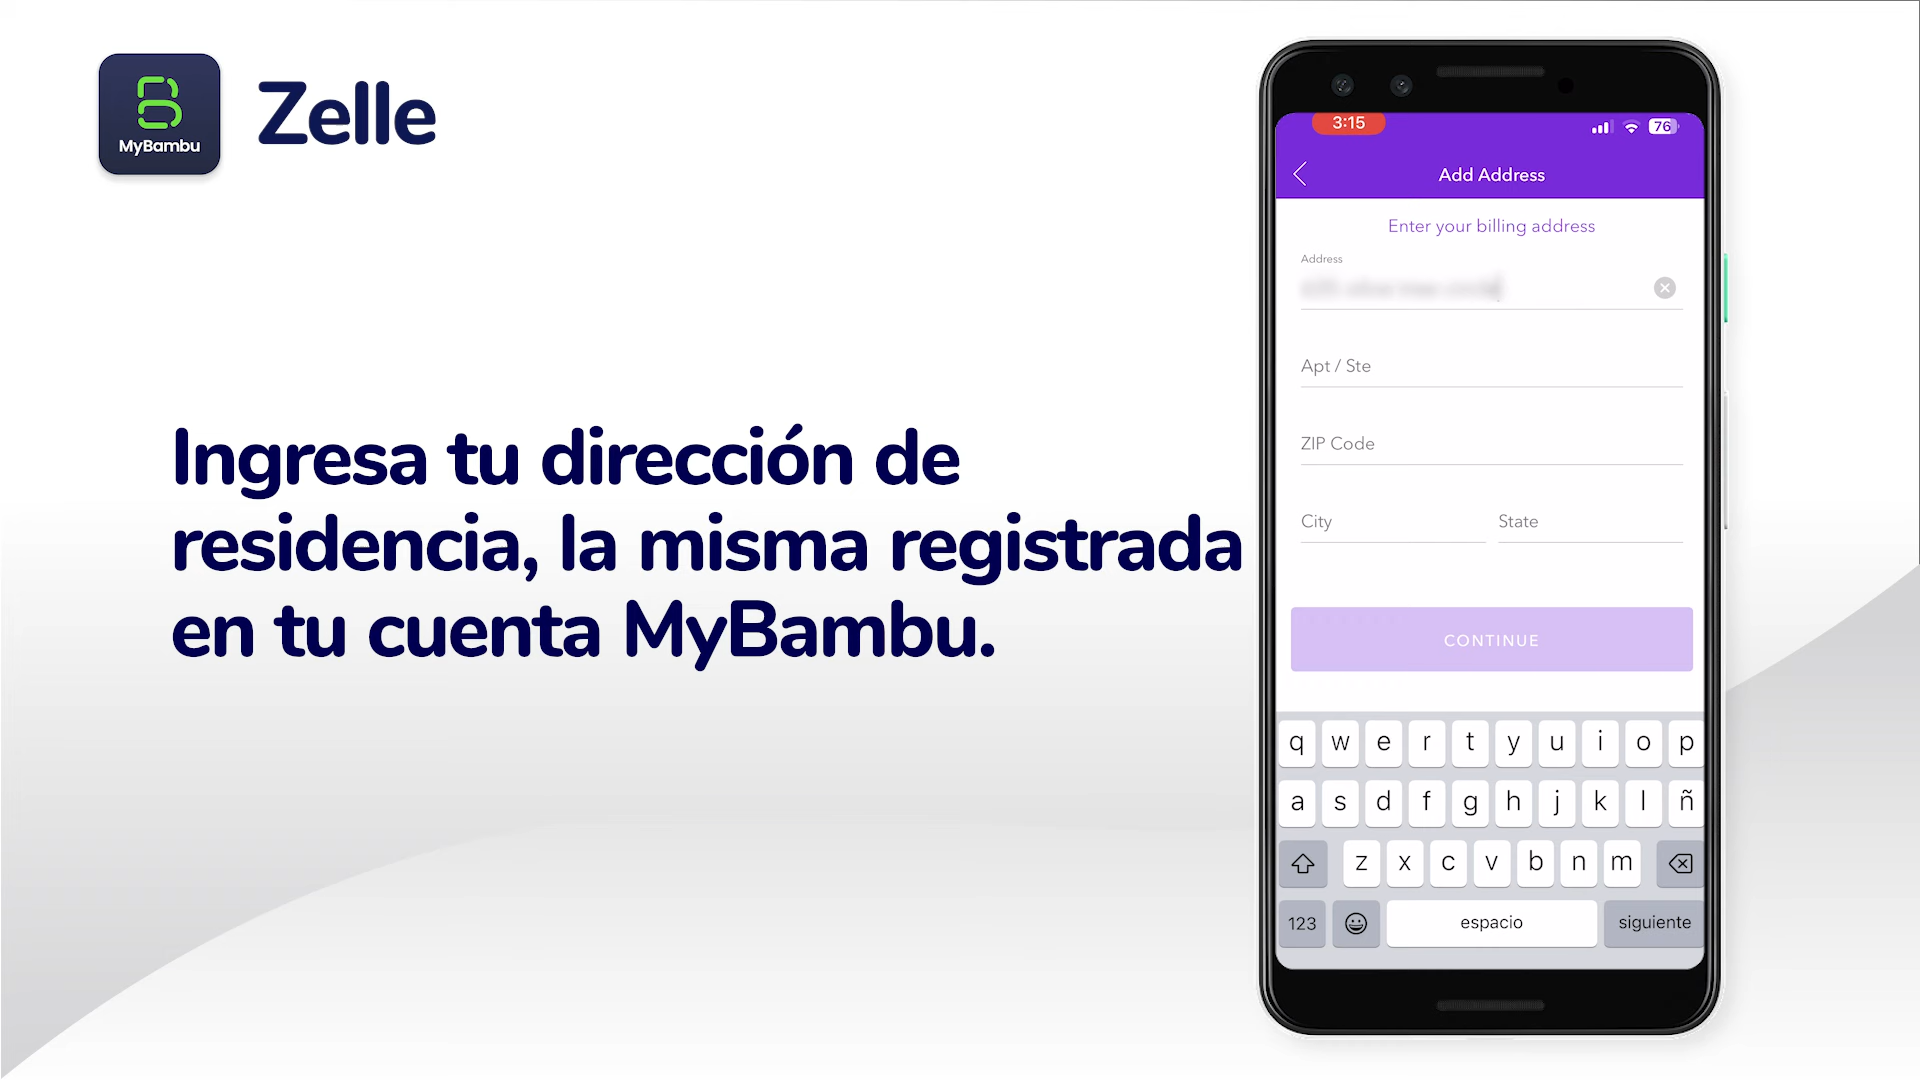 MyBambu
Zelle
Ingresa tu dirección de
residencia, la misma registrada
en tu cuenta MyBambu.
3:15
76
Add Address
Enter your billing address
Address
Apt / Ste
ZIP Code
City State
CONTINUE
q w e r t y u i o p
a s d f g h j k l ñ
z x c v b n m
123 espacio siguiente